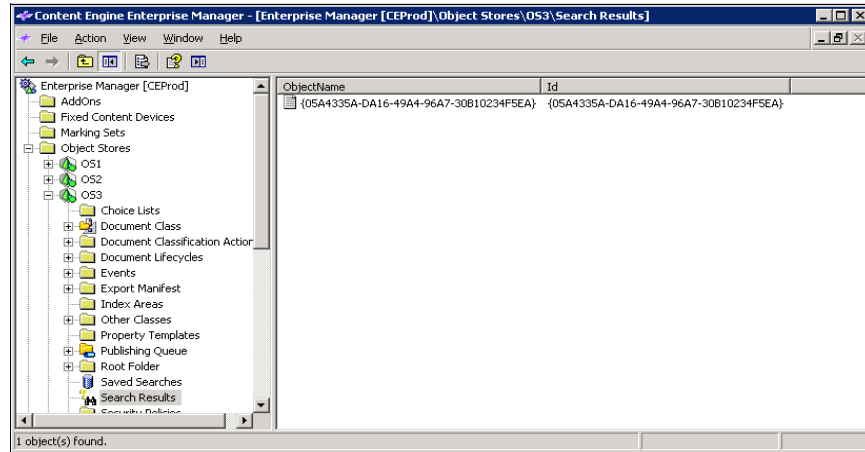 Content Engine Enterprise Manager - [Enterprise Manager [CEProd]\Object Stores\OS3\Search Results]
File Action View Window Help
Enterprise Manager [CEProd]
AddOns
Fixed Content Devices
Marking Sets
Object Stores
OS1
OS2
OS3
Choice Lists
Document Class
Document Classification Action
Document Lifecycles
Events
Export Manifest
Index Areas
Other Classes
Property Templates
Publishing Queue
Root Folder
Saved Searches
Search Results
Security Policies
ObjectName Id
{05A4335A-DA16-49A4-96A7-30B10234F5EA} {05A4335A-DA16-49A4-96A7-30B10234F5EA}
1 object(s) found.